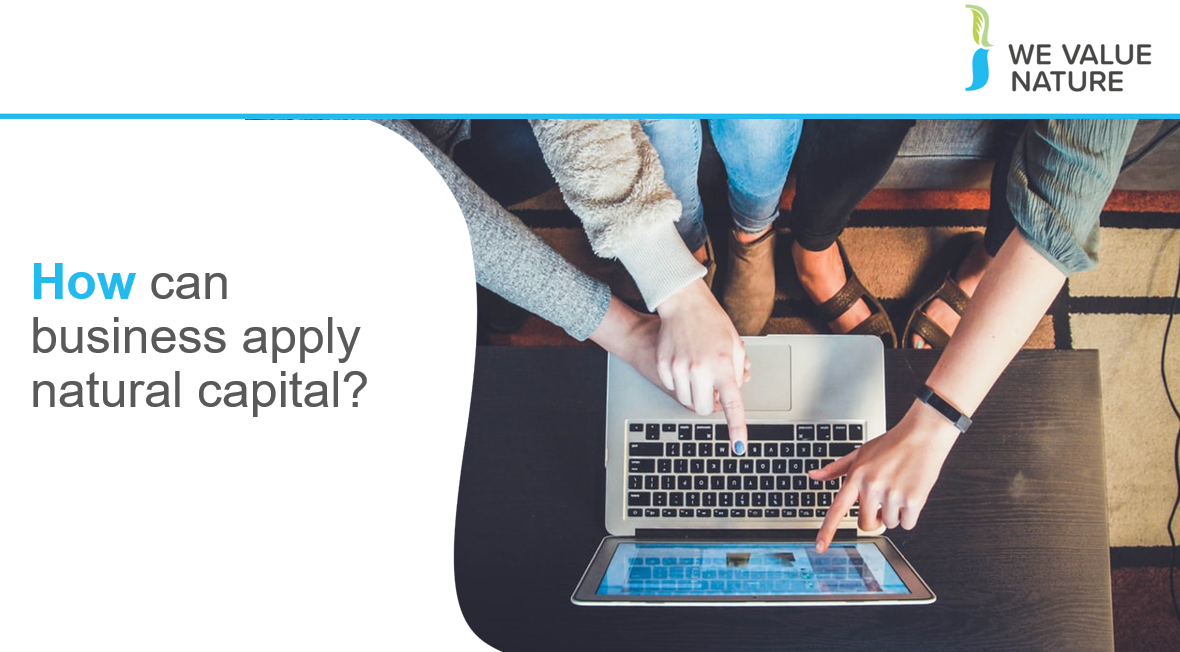 WE VALUE
NATURE
How can
business apply
natural capital?